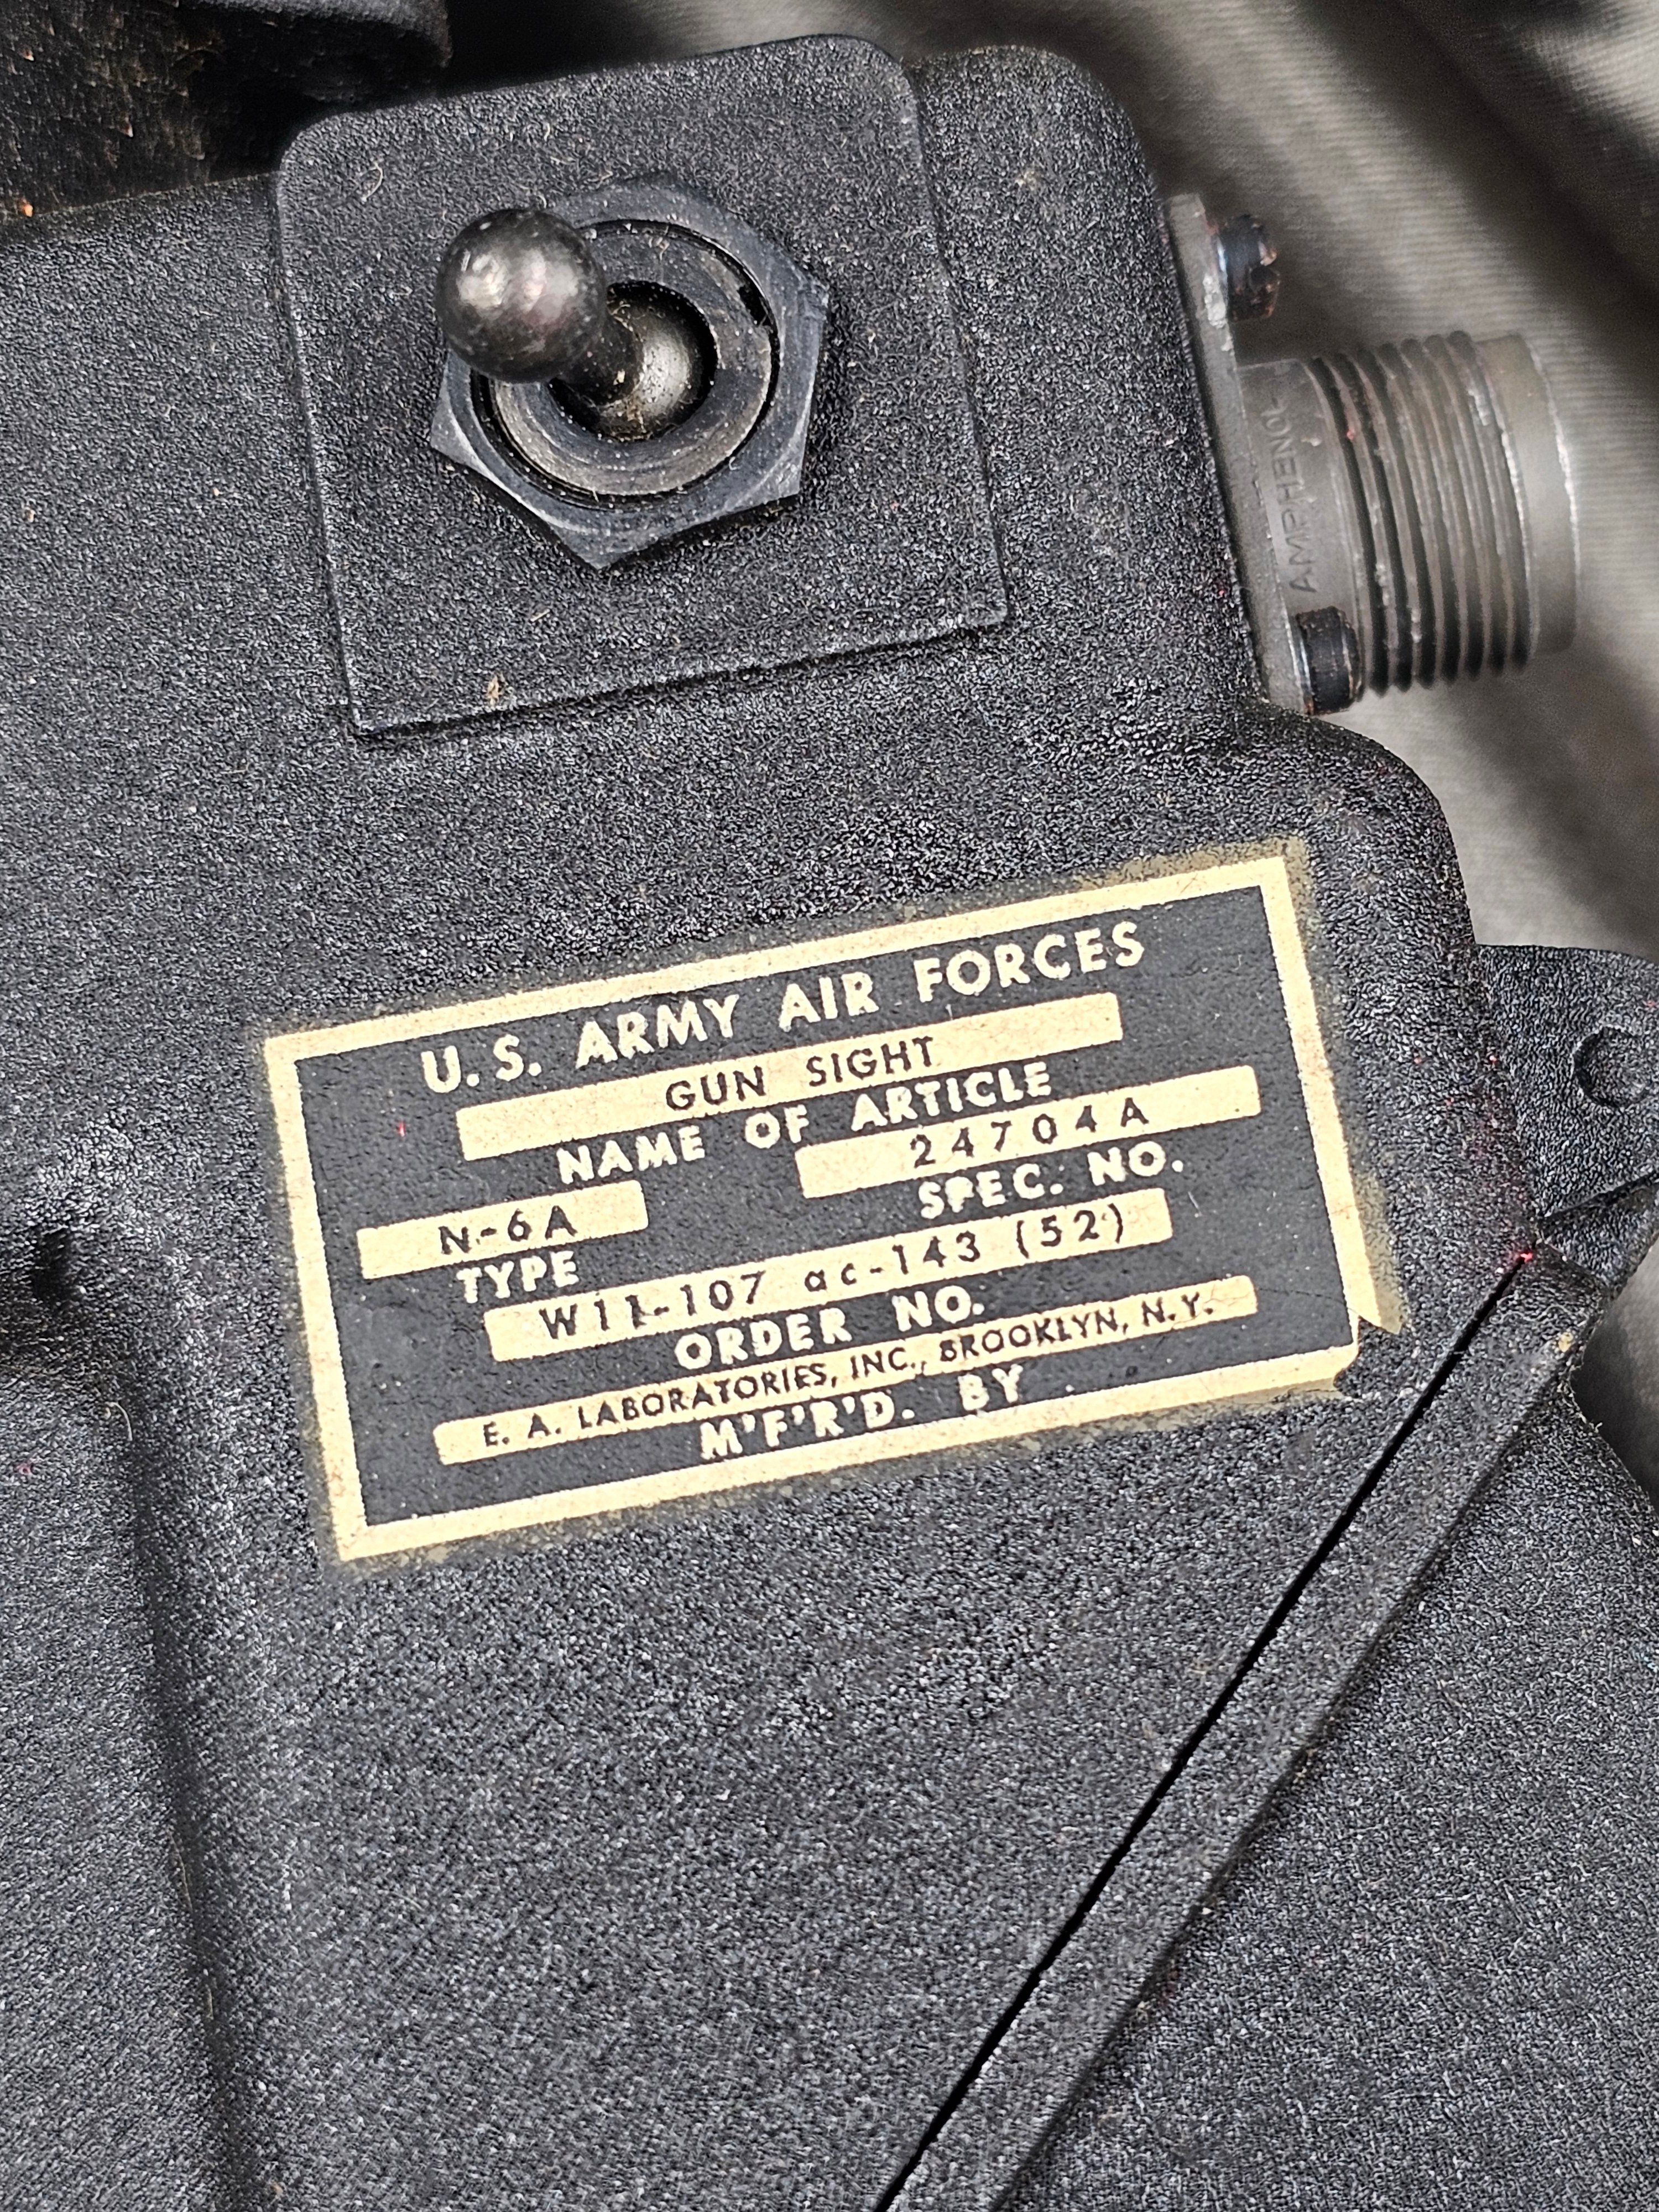 AMPHENOL
U.S. ARMY AIR FORCES
GUN SIGHT
NAME OF ARTICLE
24704A
SPEC. NO.
N-6A
TYPE
W11-107 ac-143 (52)
ORDER NO.
E. A. LABORATORIES, INC., BROOKLYN, N.Y.
M'F'R'D. BY